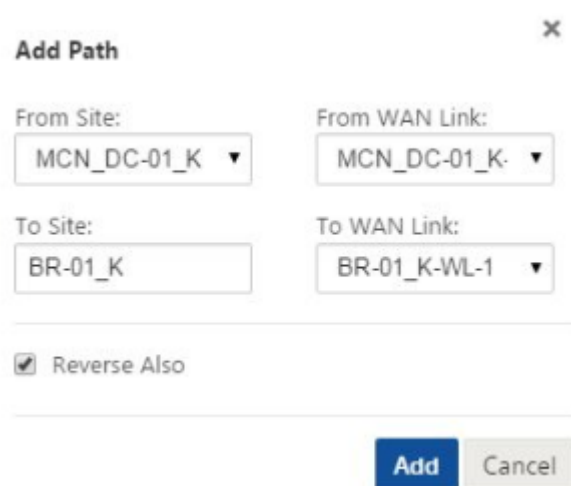 ×
Add Path
From Site: From WAN Link:
MCN_DC-01_K ▼ MCN_DC-01_K- ▼
To Site: To WAN Link:
BR-01_K BR-01_K-WL-1 ▼
Reverse Also
Add Cancel